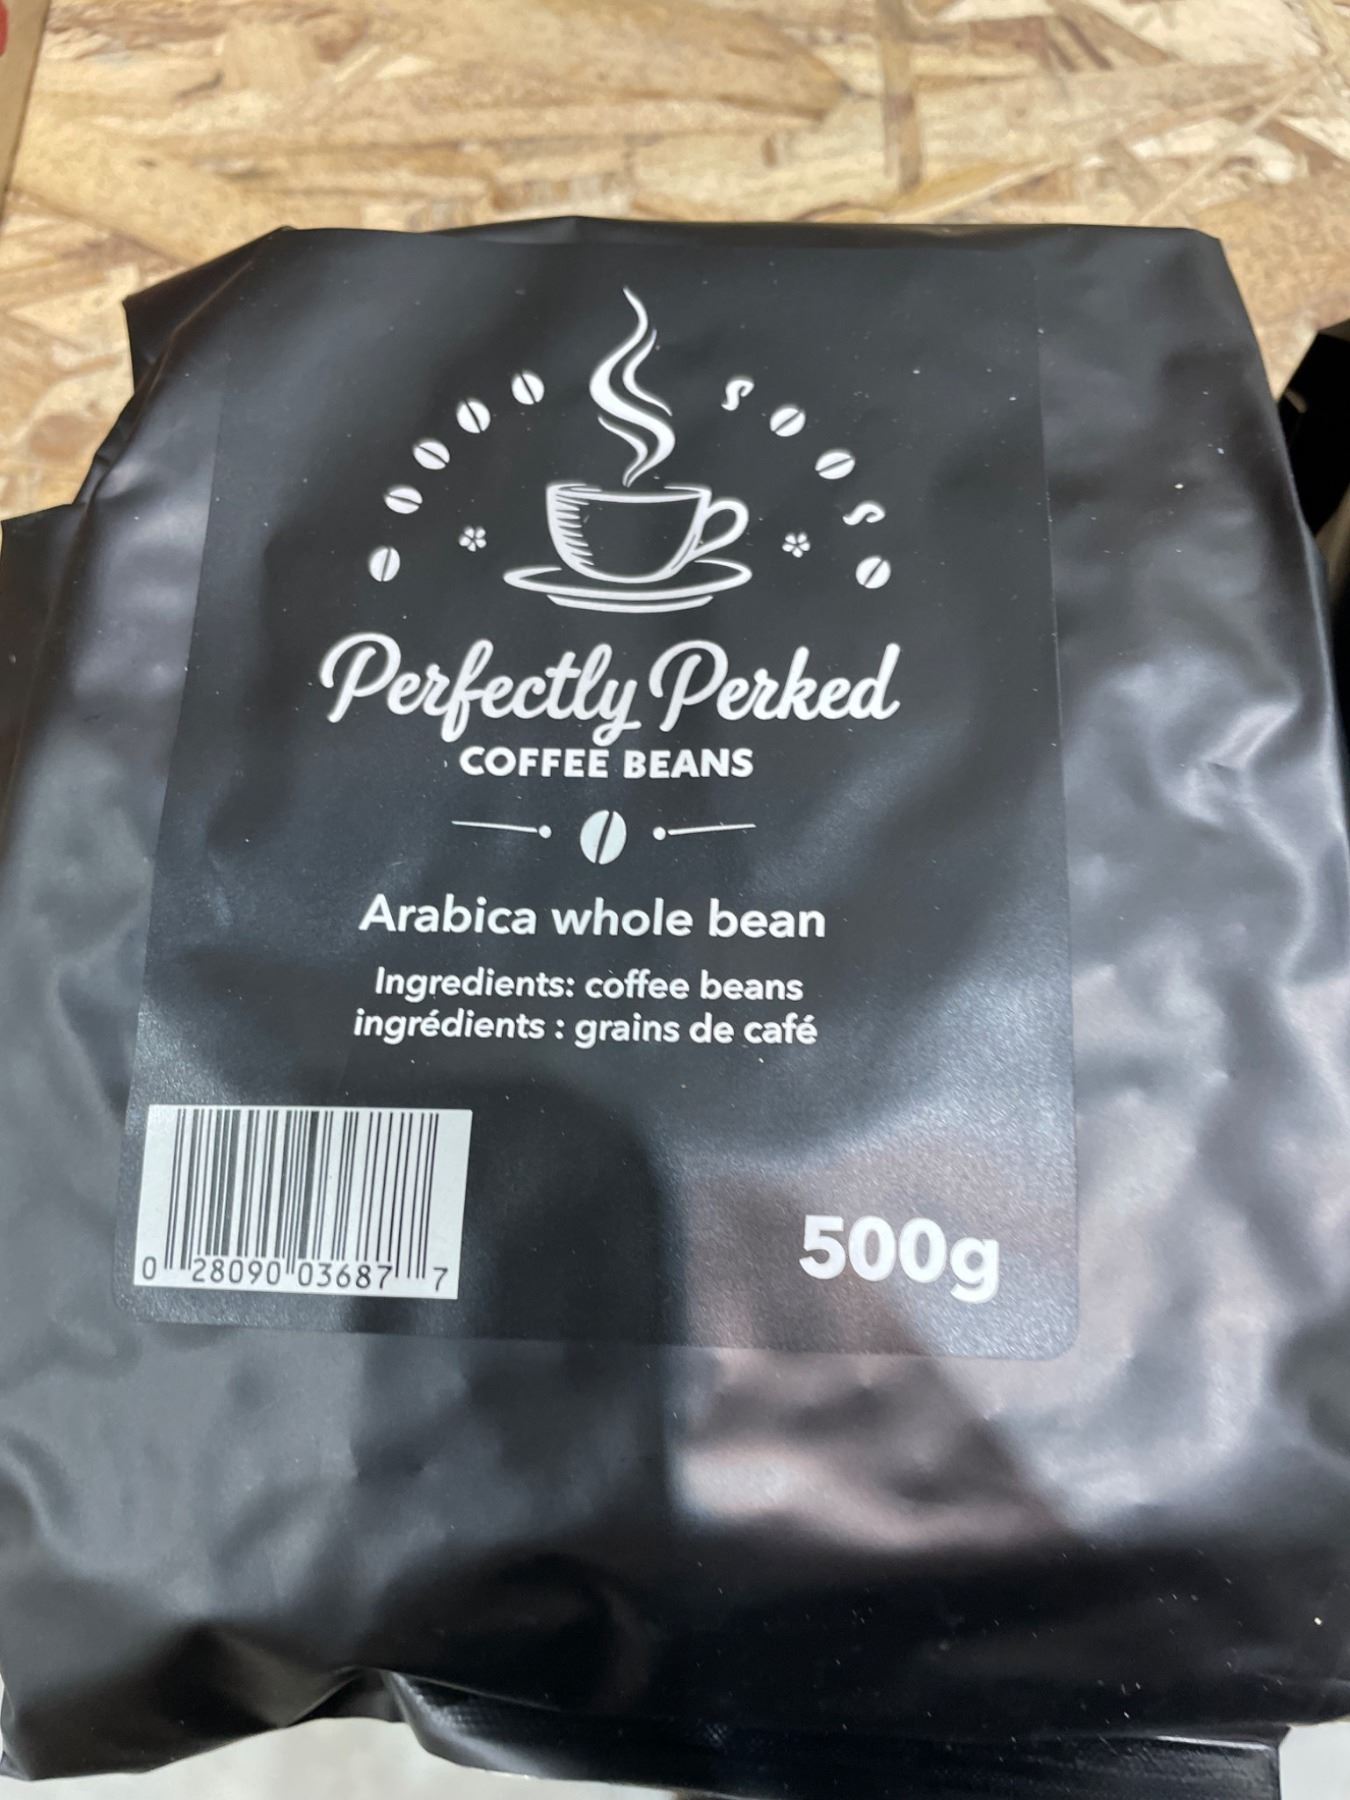 Perfectly Perked
COFFEE BEANS
Arabica whole bean
Ingredients: coffee beans
ingrédients : grains de café
500g
0 28090 03687 7